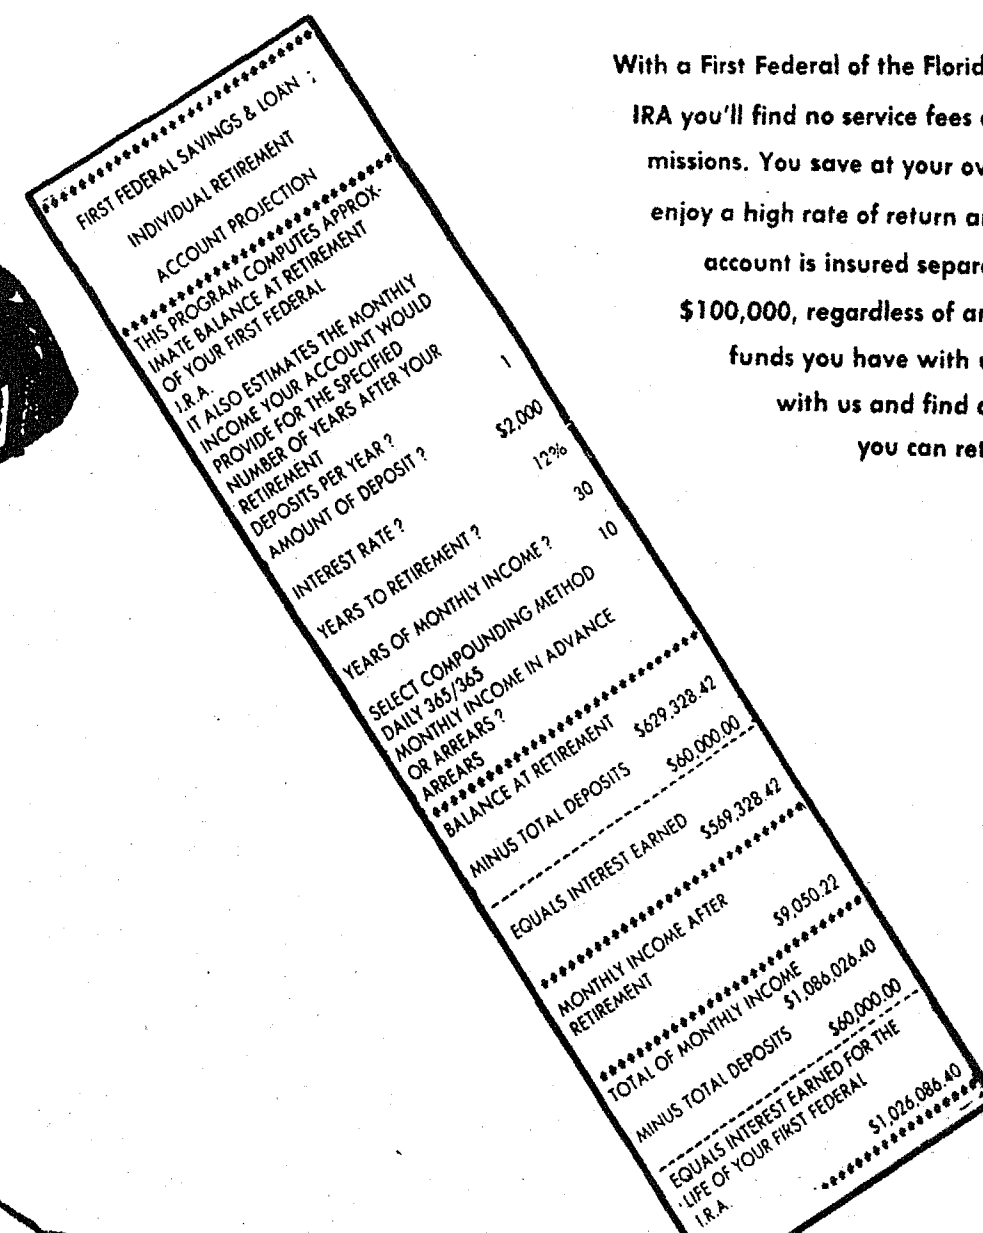 FIRST FEDERAL SAVINGS & LOAN
INDIVIDUAL RETIREMENT
ACCOUNT PROJECTION
THIS PROGRAM COMPUTES APPROX-
IMATE BALANCE AT RETIREMENT
OF YOUR FIRST FEDERAL
I.R.A.
IT ALSO ESTIMATES THE MONTHLY
INCOME YOUR ACCOUNT WOULD
PROVIDE FOR THE SPECIFIED
NUMBER OF YEARS AFTER YOUR
RETIREMENT
DEPOSITS PER YEAR ? 1
AMOUNT OF DEPOSIT ? $2,000
INTEREST RATE ? 12%
YEARS TO RETIREMENT ? 30
YEARS OF MONTHLY INCOME ? 10
SELECT COMPOUNDING METHOD
DAILY 365/365
MONTHLY INCOME IN ADVANCE
OR ARREARS ?
ARREARS
BALANCE AT RETIREMENT $629,328.42
MINUS TOTAL DEPOSITS $60,000.00
EQUALS INTEREST EARNED $569,328.42
MONTHLY INCOME AFTER
RETIREMENT $9,050.22
TOTAL OF MONTHLY INCOME
$1,086,026.40
MINUS TOTAL DEPOSITS $60,000.00
EQUALS INTEREST EARNED FOR THE
LIFE OF YOUR FIRST FEDERAL
I.R.A. $1,026,086.40
With a First Federal of the Florid
IRA you'll find no service fees
missions. You save at your ow
enjoy a high rate of return an
account is insured separa
$100,000, regardless of an
funds you have with u
with us and find
you can ret